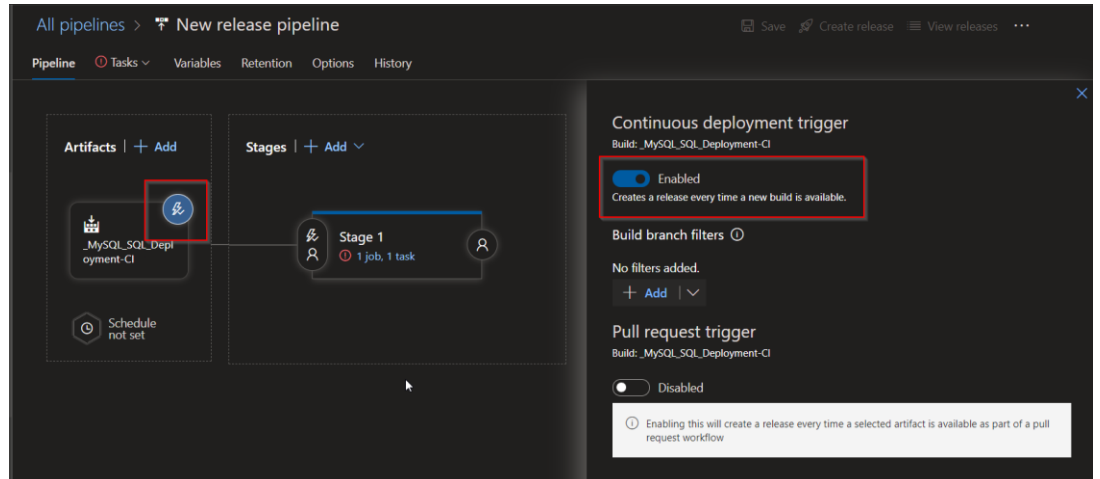 All pipelines > New release pipeline
Save Create release View releases ...
Pipeline Tasks Variables Retention Options History
Artifacts | + Add
Stages | + Add
_MySQL_SQL_Depl
oyment-CI
Schedule
not set
Stage 1
1 job, 1 task
Continuous deployment trigger
Build: _MySQL_SQL_Deployment-CI
Enabled
Creates a release every time a new build is available.
Build branch filters
No filters added.
+ Add
Pull request trigger
Build: _MySQL_SQL_Deployment-CI
Disabled
Enabling this will create a release every time a selected artifact is available as part of a pull
request workflow